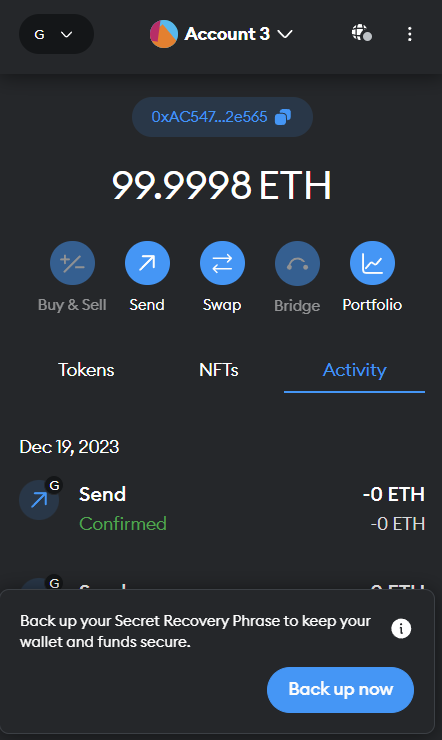 G
Account 3
0xAC547...2e565
99.9998 ETH
Buy & Sell
Send
Swap
Bridge
Portfolio
Tokens
NFTs
Activity
Dec 19, 2023
G
Send
-0 ETH
Confirmed
-0 ETH
G
Back up your Secret Recovery Phrase to keep your
wallet and funds secure.
Back up now